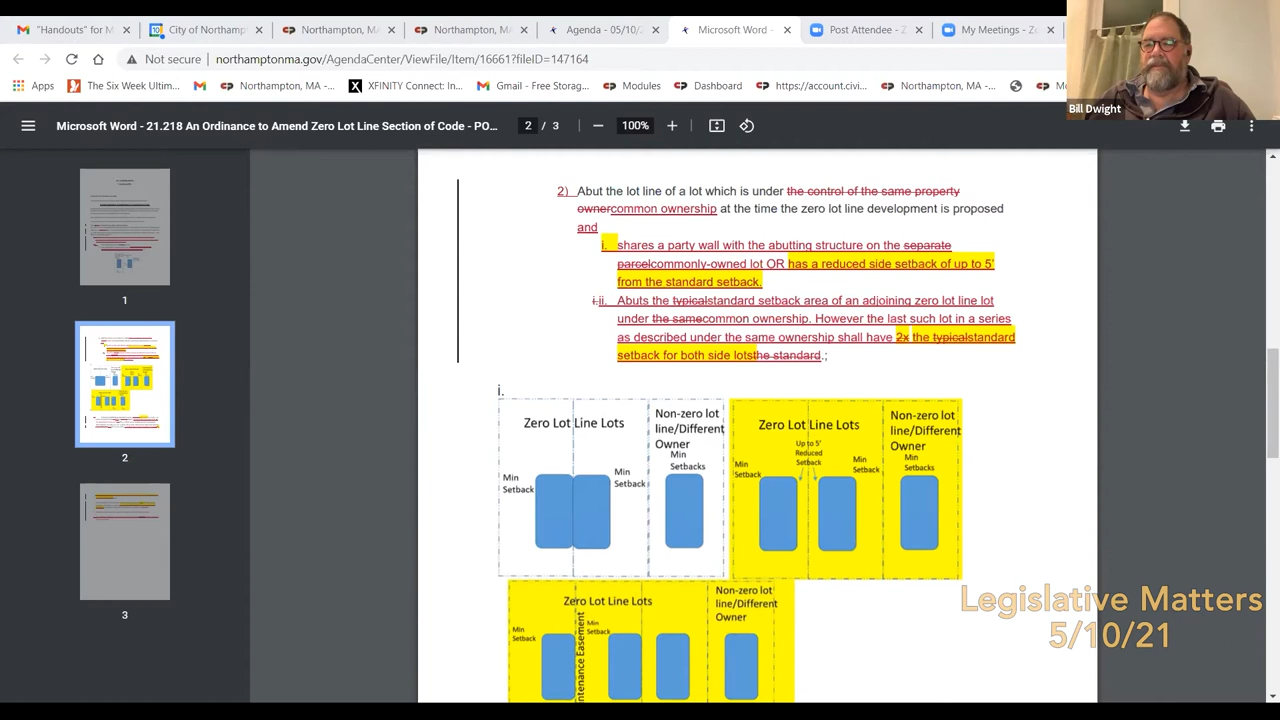 "Handouts" for M
City of Northamp
Northampton, MA
Northampton, MA
Agenda - 05/10/2
Microsoft Word -
Post Attendee - Z
My Meetings - Zo
Not secure northamptonma.gov/AgendaCenter/ViewFile/Item/16661?fileID=147164
Apps
The Six Week Ultim...
Northampton, MA -...
XFINITY Connect: In...
Gmail - Free Storag...
Modules
Dashboard
https://account.civi...
Northampton, MA -...
Bill Dwight
Microsoft Word - 21.218 An Ordinance to Amend Zero Lot Line Section of Code - PO...
2 / 3
100%
1
2
3
2) Abut the lot line of a lot which is under the control of the same property
ownercommon ownership at the time the zero lot line development is proposed
and
i. shares a party wall with the abutting structure on the separate
parcelcommonly-owned lot OR has a reduced side setback of up to 5'
from the standard setback.
i.ii. Abuts the typicalstandard setback area of an adjoining zero lot line lot
under the samecommon ownership. However the last such lot in a series
as described under the same ownership shall have 2x the typicalstandard
setback for both side lotsthe standard.;
i.
Zero Lot Line Lots
Non-zero lot
line/Different
Owner
Min
Setbacks
Min
Setback
Min
Setback
Zero Lot Line Lots
Up to 5'
Reduced
Setback
Min
Setback
Min
Setback
Non-zero lot
line/Different
Owner
Min
Setbacks
Zero Lot Line Lots
Min
Setback
Min
Setback
ntenance Easement
Non-zero lot
line/Different
Owner
Legislative Matters
5/10/21